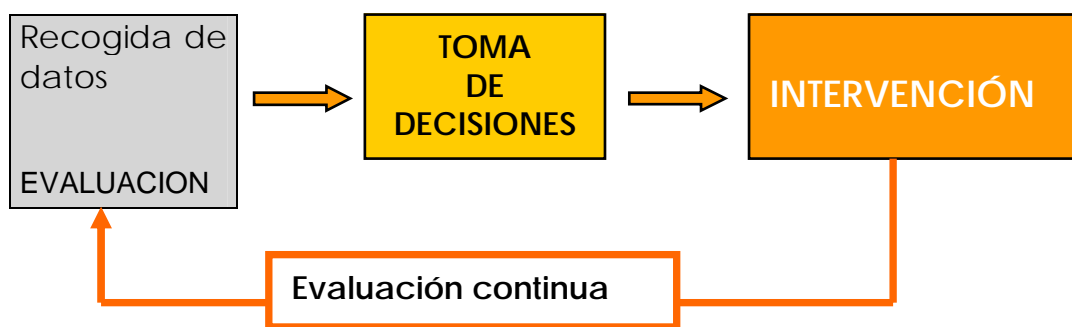 Recogida de
datos
EVALUACION
TOMA
DE
DECISIONES
INTERVENCIÓN
Evaluación continua